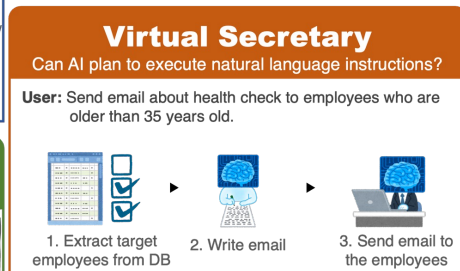 Virtual Secretary
Can AI plan to execute natural language instructions?
User: Send email about health check to employees who are
older than 35 years old.
1. Extract target
employees from DB
2. Write email
3. Send email to
the employees